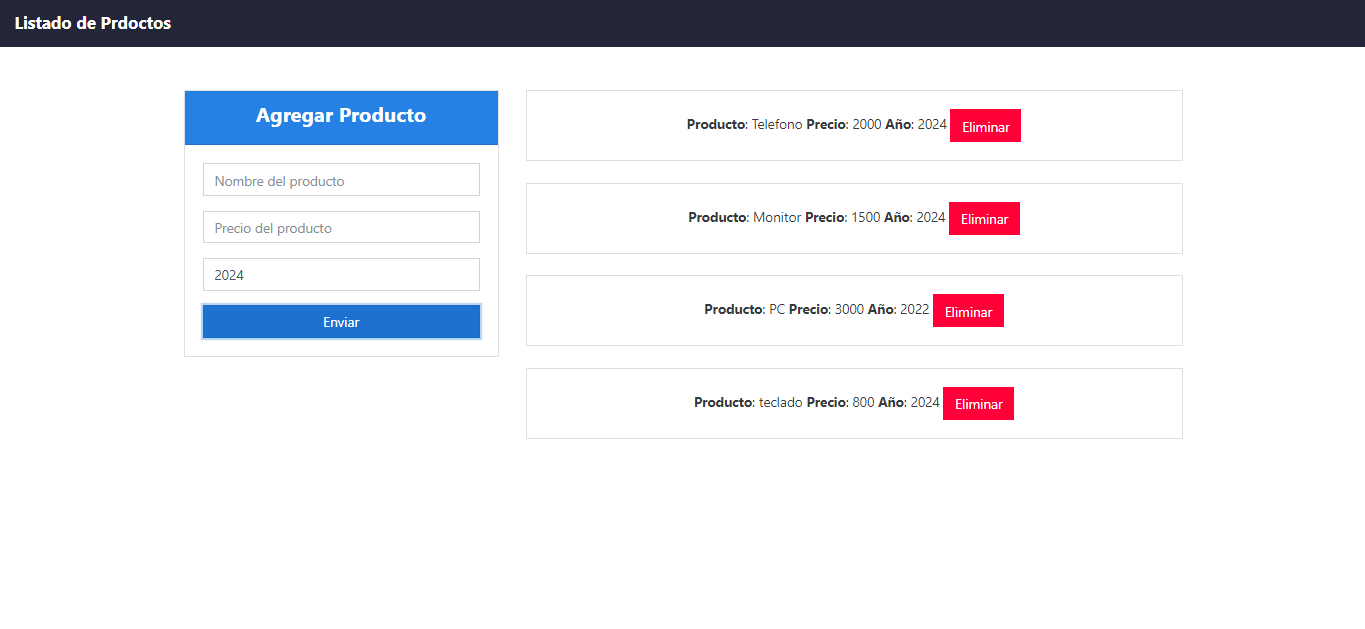 Listado de Prdoctos
Agregar Producto
Nombre del producto
Precio del producto
2024
Enviar
Producto: Telefono Precio: 2000 Año: 2024 Eliminar
Producto: Monitor Precio: 1500 Año: 2024 Eliminar
Producto: PC Precio: 3000 Año: 2022 Eliminar
Producto: teclado Precio: 800 Año: 2024 Eliminar